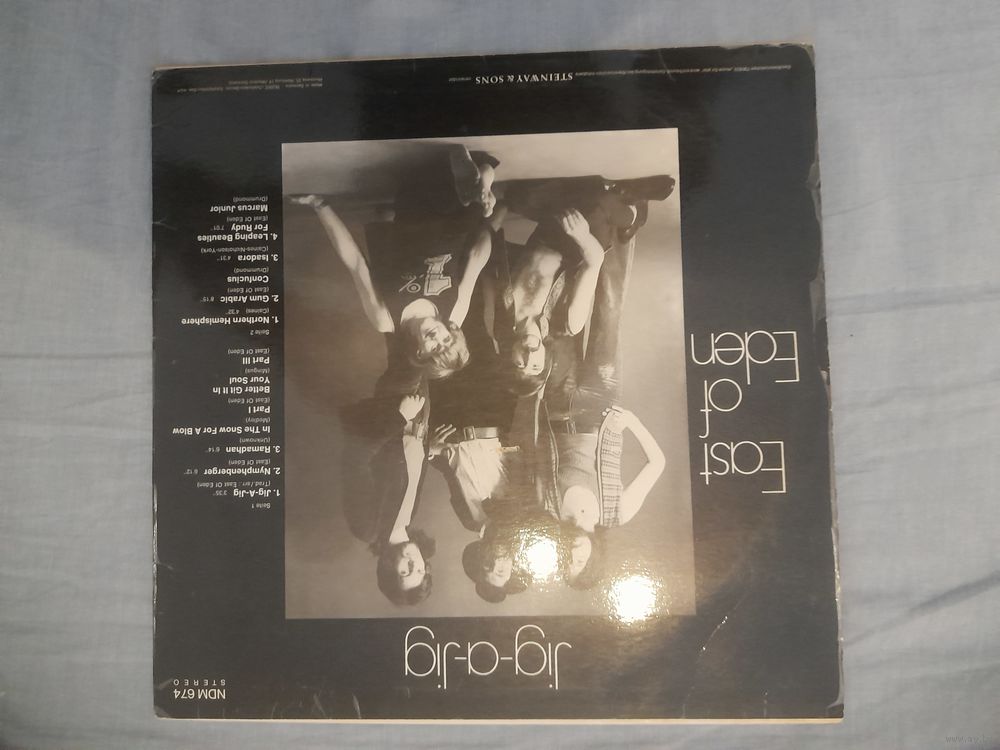 NDM 674
STEREO
Jig-a-Jig
East
of
Eden
Seite 1
1. Jig-A-Jig 3'35"
(Trad./arr.: East Of Eden)
2. Nymphenberger 6'12"
(East Of Eden)
3. Ramadhan 6'14"
(Unknown)
In The Snow For A Blow
(Medloy)
Part I
(East Of Eden)
Better Git It In
Your Soul
(Mingus)
Part III
(East Of Eden)
Seite 2
1. Northern Hemisphere
(Caines) 4'32"
2. Gum Arabic 8'15"
(East Of Eden)
Confucius
(Drummond)
3. Isadora 4'31"
(Caines-Nicholson-York)
4. Leaping Beauties
For Rudy 7'01"
(East Of Eden)
Marcus Junior
(Drummond)
STEINWAY & SONS
1%